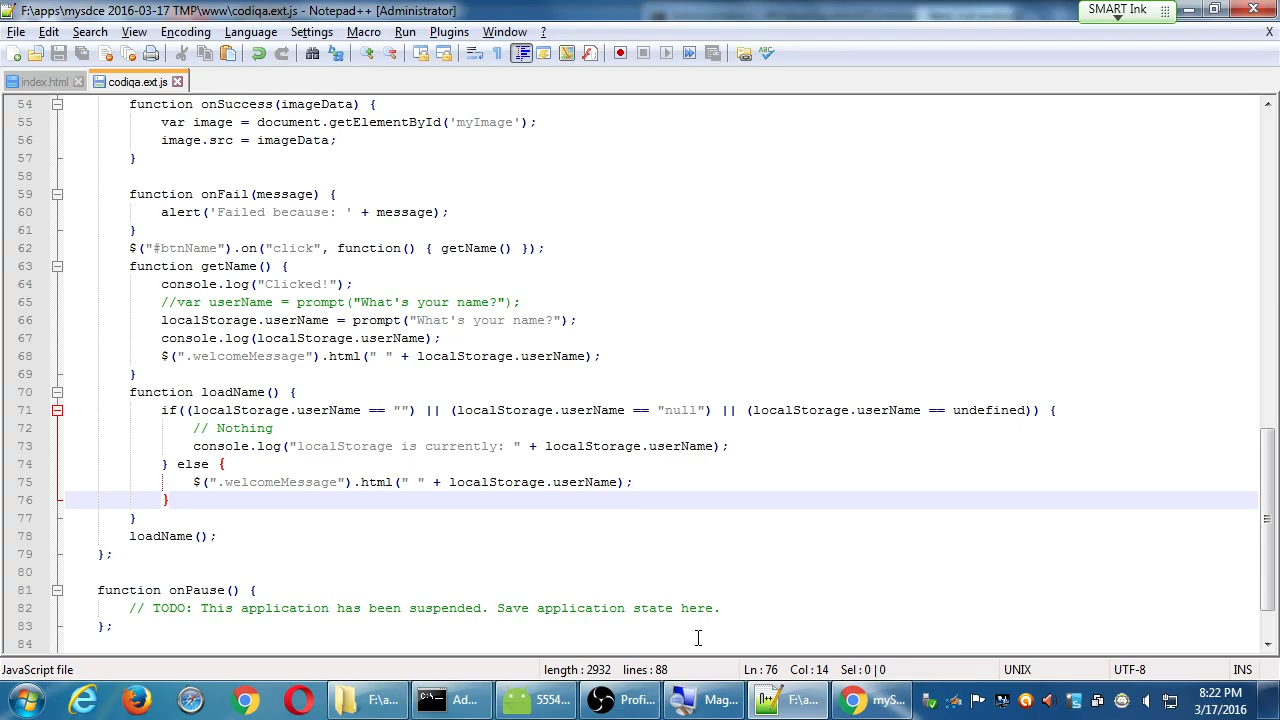 F:\apps\mysdce 2016-03-17 TMP\www\codiqa.ext.js - Notepad++ [Administrator]
SMART Ink
File Edit Search View Encoding Language Settings Macro Run Plugins Window ? X
index.html codiqa.ext.js
54 function onSuccess(imageData) {
55 var image = document.getElementById('myImage');
56 image.src = imageData;
57 }
58
59 function onFail(message) {
60 alert('Failed because: ' + message);
61 }
62 $("#btnName").on("click", function() { getName() });
63 function getName() {
64 console.log("Clicked!");
65 //var userName = prompt("What's your name?");
66 localStorage.userName = prompt("What's your name?");
67 console.log(localStorage.userName);
68 $(".welcomeMessage").html(" " + localStorage.userName);
69 }
70 function loadName() {
71 if((localStorage.userName == "") || (localStorage.userName == "null") || (localStorage.userName == undefined)) {
72 // Nothing
73 console.log("localStorage is currently: " + localStorage.userName);
74 } else {
75 $(".welcomeMessage").html(" " + localStorage.userName);
76 }
77 }
78 loadName();
79 };
80
81 function onPause() {
82 // TODO: This application has been suspended. Save application state here.
83 };
84
JavaScript file length : 2932 lines : 88 Ln : 76 Col : 14 Sel : 0 | 0 UNIX UTF-8 INS
F:\a... Ad... 5554... Profi... Mag... F:\a... myS... 8:22 PM
3/17/2016